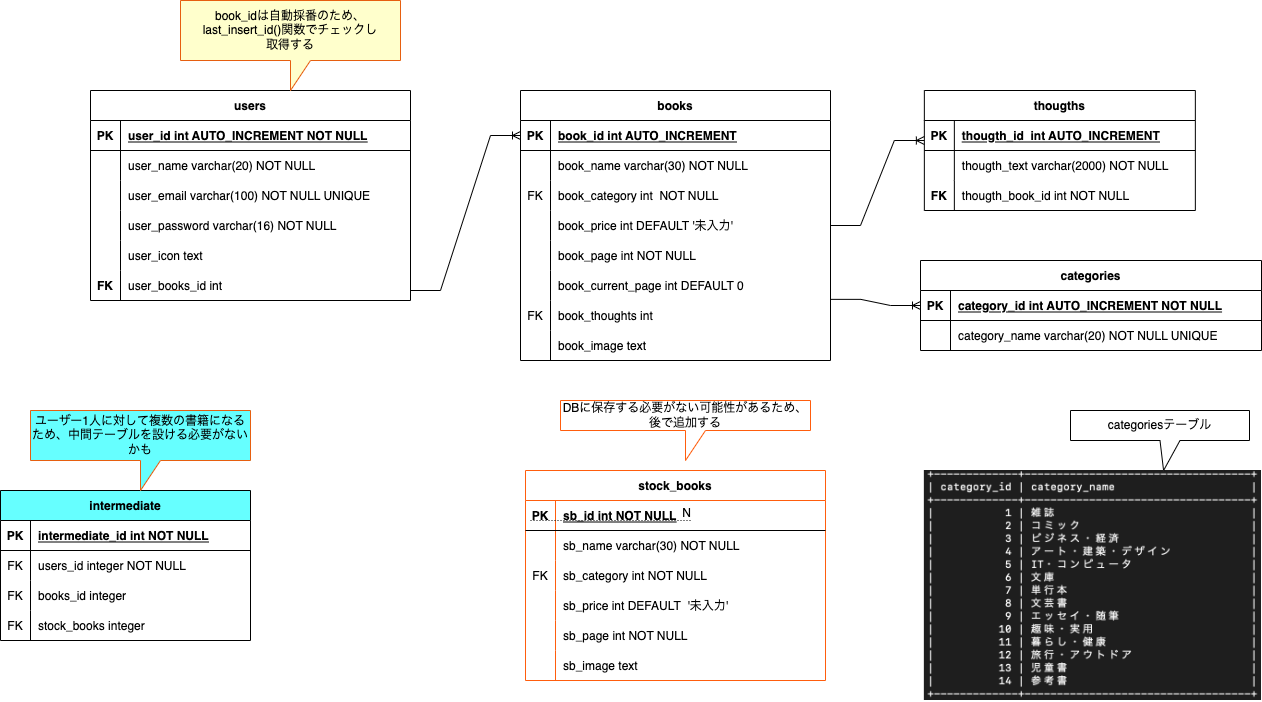 book_idは自動採番のため、
last_insert_id()関数でチェックし
取得する
users
PK user_id int AUTO_INCREMENT NOT NULL
user_name varchar(20) NOT NULL
user_email varchar(100) NOT NULL UNIQUE
user_password varchar(16) NOT NULL
user_icon text
FK user_books_id int
books
PK book_id int AUTO_INCREMENT
book_name varchar(30) NOT NULL
FK book_category int NOT NULL
book_price int DEFAULT '未入力'
book_page int NOT NULL
book_current_page int DEFAULT 0
FK book_thoughts int
book_image text
thougths
PK thougth_id int AUTO_INCREMENT
thougth_text varchar(2000) NOT NULL
FK thougth_book_id int NOT NULL
categories
PK category_id int AUTO_INCREMENT NOT NULL
category_name varchar(20) NOT NULL UNIQUE
ユーザー1人に対して複数の書籍になる
ため、中間テーブルを設ける必要がない
かも
intermediate
PK intermediate_id int NOT NULL
FK users_id integer NOT NULL
FK books_id integer
FK stock_books integer
DBに保存する必要がない可能性があるため、
後で追加する
stock_books
PK sb_id int NOT NULL N
sb_name varchar(30) NOT NULL
FK sb_category int NOT NULL
sb_price int DEFAULT '未入力'
sb_page int NOT NULL
sb_image text
categoriesテーブル
+-------------+-----------------------------------+
| category_id | category_name |
+-------------+-----------------------------------+
| 1 | 雑誌 |
| 2 | コミック |
| 3 | ビジネス・経済 |
| 4 | アート・建築・デザイン |
| 5 | IT・コンピュータ |
| 6 | 文庫 |
| 7 | 単行本 |
| 8 | 文芸書 |
| 9 | エッセイ・随筆 |
| 10 | 趣味・実用 |
| 11 | 暮らし・健康 |
| 12 | 旅行・アウトドア |
| 13 | 児童書 |
| 14 | 参考書 |
+-------------+-----------------------------------+